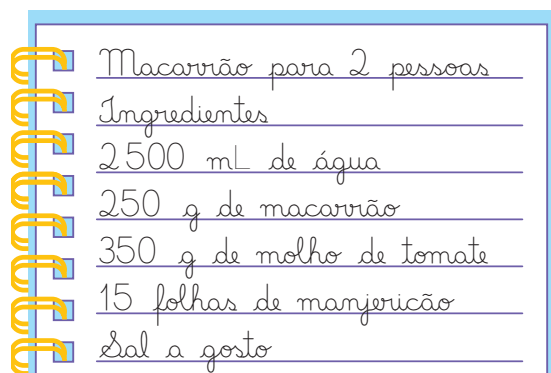 Macarrão para 2 pessoas
Ingredientes
2 500 mL de água
250 g de macarrão
350 g de molho de tomate
15 folhas de manjericão
Sal a gosto